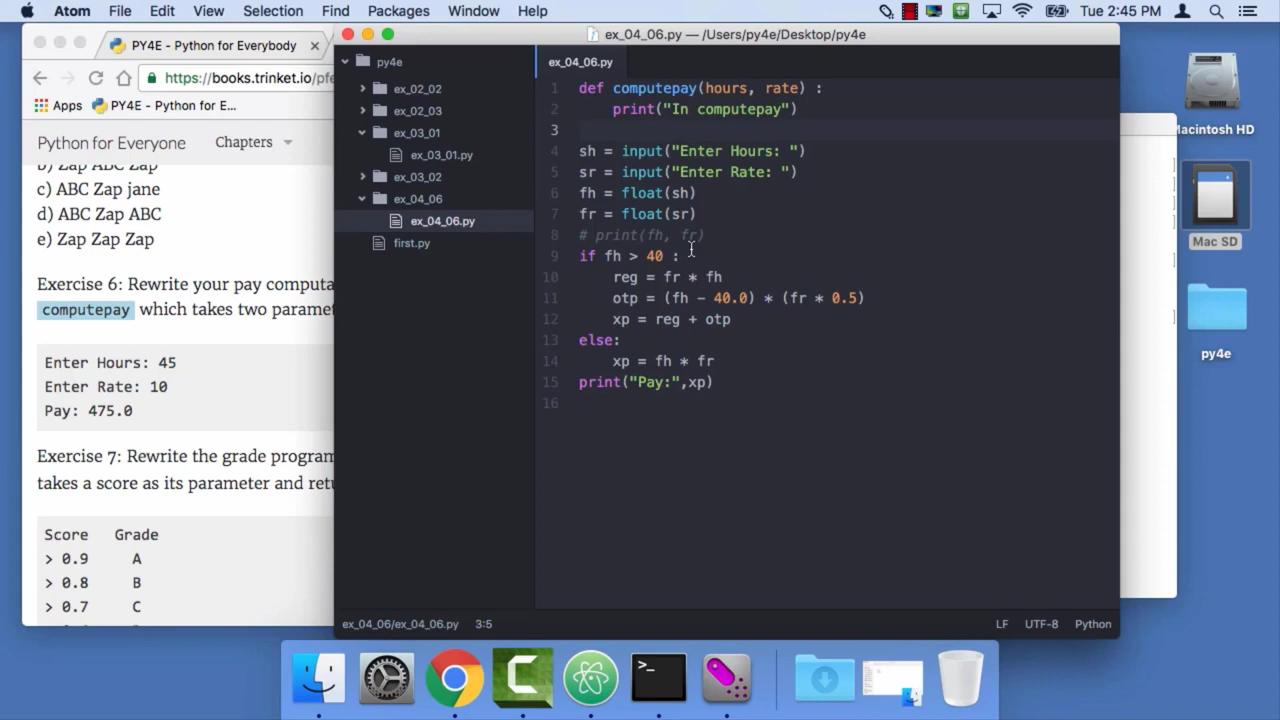 Atom File Edit View Selection Find Packages Window Help Tue 2:45 PM
PY4E - Python for Everybody
https://books.trinket.io/pfe
Apps PY4E - Python for E...
Python for Everyone Chapters
b) Zap ABC Zap
c) ABC Zap jane
d) ABC Zap ABC
e) Zap Zap Zap
Exercise 6: Rewrite your pay computa
computepay which takes two paramet
Enter Hours: 45
Enter Rate: 10
Pay: 475.0
Exercise 7: Rewrite the grade program
takes a score as its parameter and retu
Score Grade
> 0.9 A
> 0.8 B
> 0.7 C
ex_04_06.py — /Users/py4e/Desktop/py4e
py4e
ex_02_02
ex_02_03
ex_03_01
ex_03_01.py
ex_03_02
ex_04_06
ex_04_06.py
first.py
ex_04_06.py
1 def computepay(hours, rate) :
2 print("In computepay")
3
4 sh = input("Enter Hours: ")
5 sr = input("Enter Rate: ")
6 fh = float(sh)
7 fr = float(sr)
8 # print(fh, fr)
9 if fh > 40 :
10 reg = fr * fh
11 otp = (fh - 40.0) * (fr * 0.5)
12 xp = reg + otp
13 else:
14 xp = fh * fr
15 print("Pay:",xp)
16
ex_04_06/ex_04_06.py 3:5 LF UTF-8 Python
Macintosh HD
Mac SD
py4e